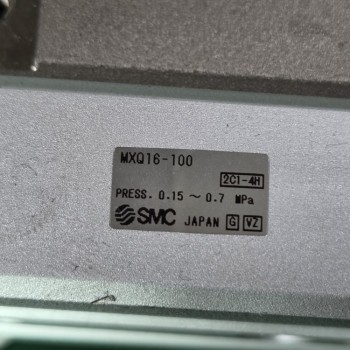 MXQ16-100
2C1-4H
PRESS. 0.15 ~ 0.7 MPa
SMC JAPAN G VZ